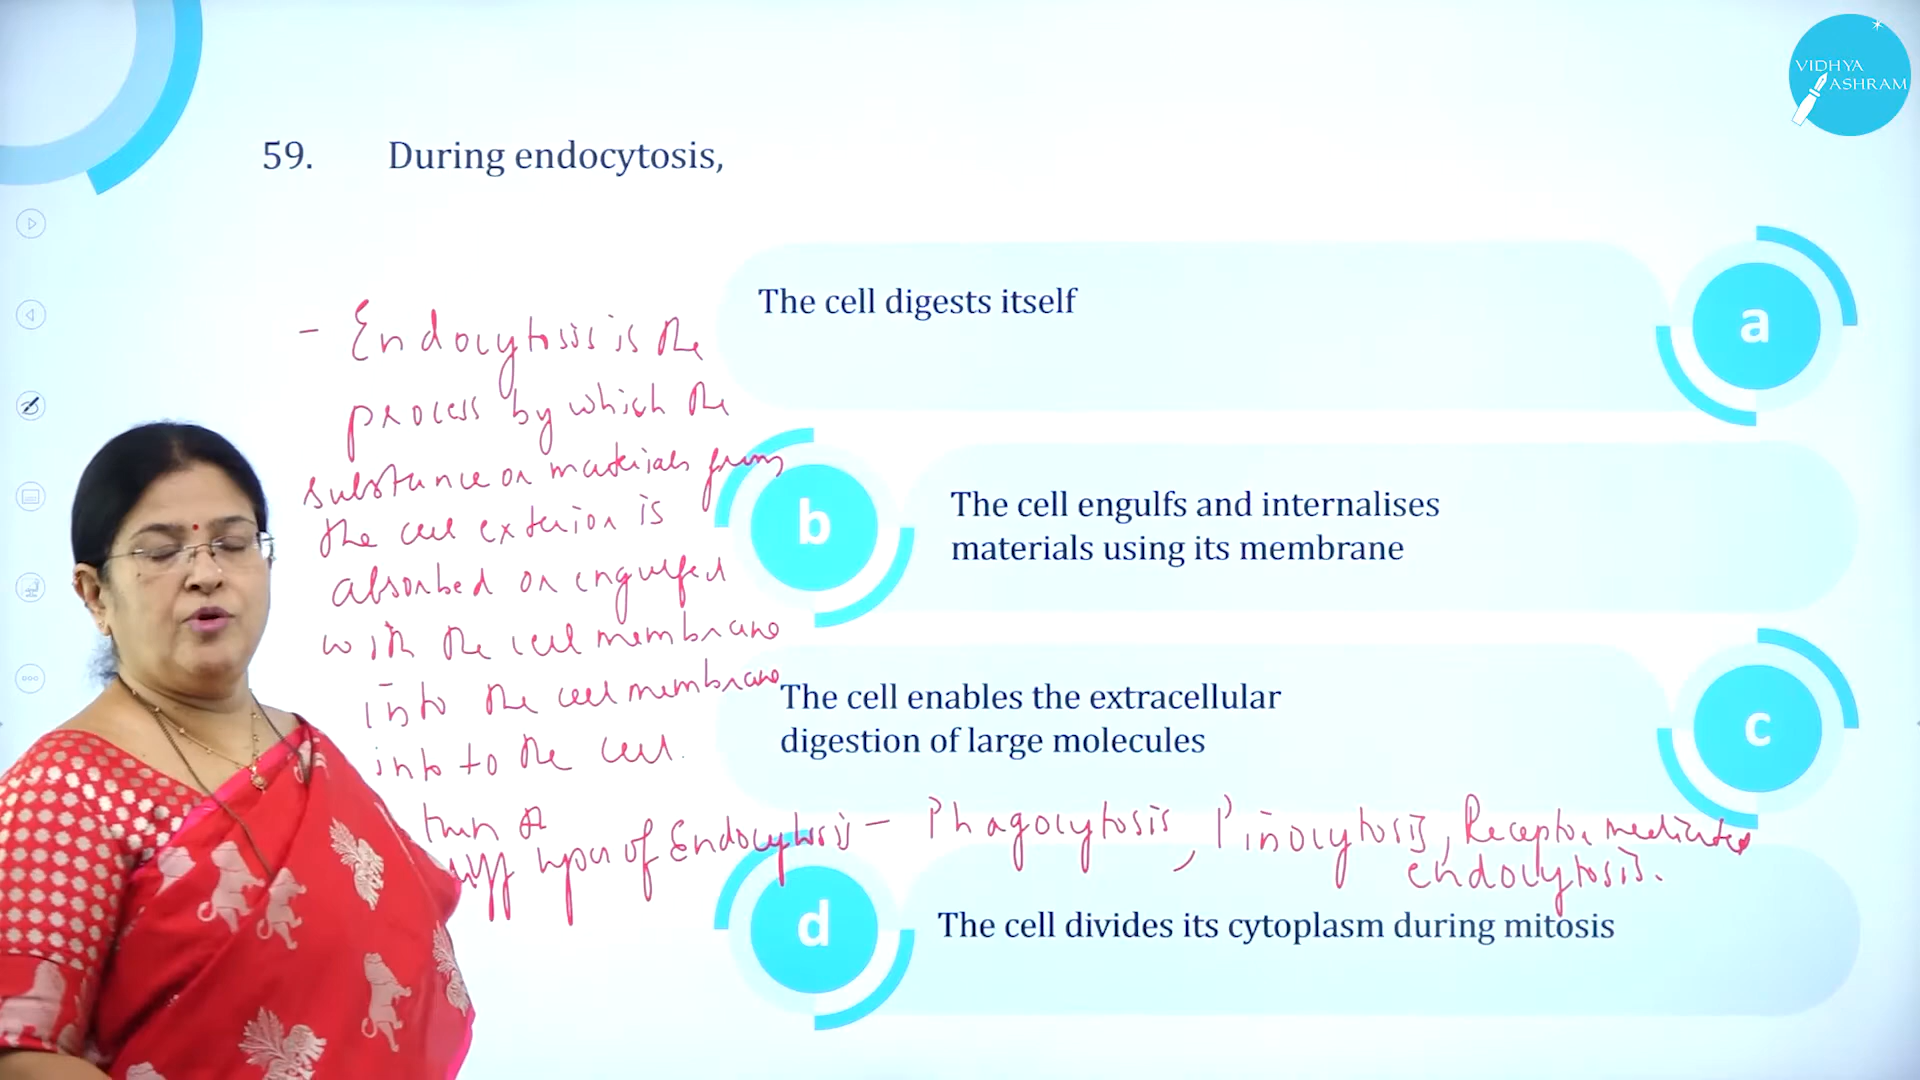 VIDHYA
ASHRAM
59. During endocytosis,
The cell digests itself
a
b
The cell engulfs and internalises
materials using its membrane
The cell enables the extracellular
digestion of large molecules
c
d
The cell divides its cytoplasm during mitosis
- Endocytosis is the
process by which the
substance or materials from
the cell exterior is
absorbed or engulfed
with the cell membrane
into the cell membrane
into to the cell.
diff types of Endocytosis - Phagocytosis, Pinocytosis, Receptor mediated
endocytosis.